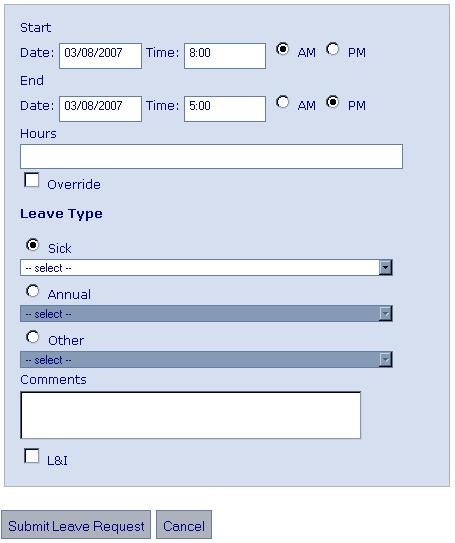 Start
Date: 03/08/2007 Time: 8:00 AM PM
End
Date: 03/08/2007 Time: 5:00 AM PM
Hours
Override
Leave Type
Sick
-- select --
Annual
-- select --
Other
-- select --
Comments
L&I
Submit Leave Request Cancel